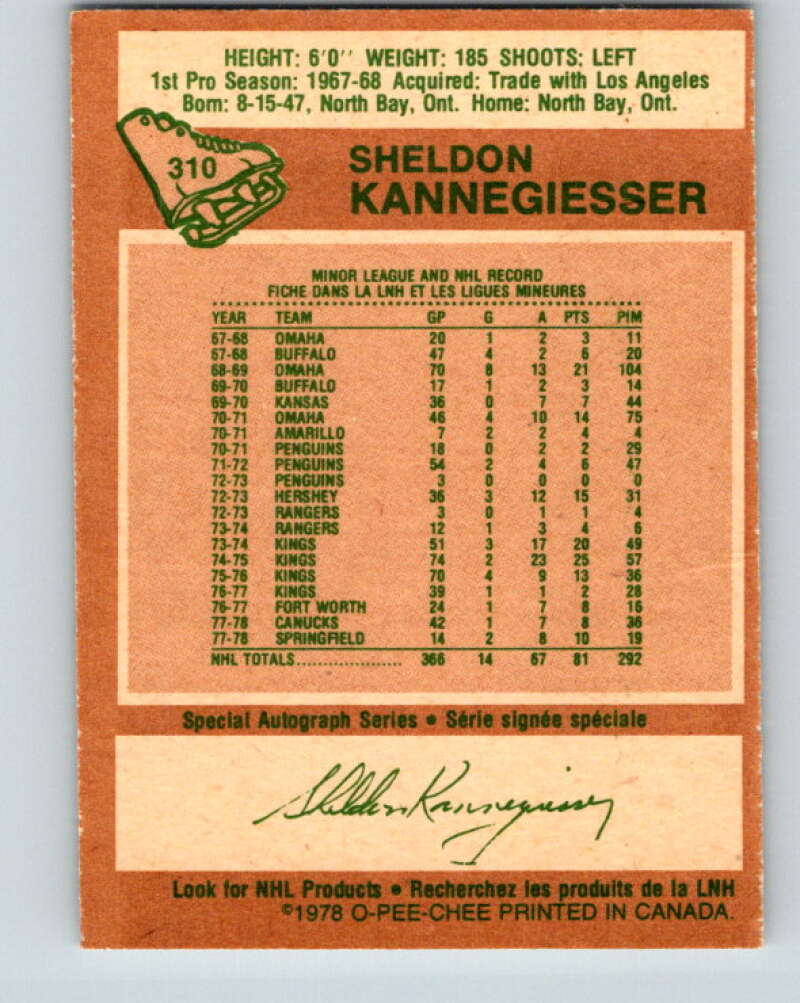 HEIGHT: 6'0'' WEIGHT: 185 SHOOTS: LEFT
1st Pro Season: 1967-68 Acquired: Trade with Los Angeles
Born: 8-15-47, North Bay, Ont. Home: North Bay, Ont.
310
SHELDON
KANNEGIESSER
MINOR LEAGUE AND NHL RECORD
FICHE DANS LA LNH ET LES LIGUES MINEURES
YEAR TEAM GP G A PTS PIM
67-68 OMAHA 20 1 2 3 11
67-68 BUFFALO 47 4 2 6 20
68-69 OMAHA 70 8 13 21 104
69-70 BUFFALO 17 1 2 3 14
69-70 KANSAS 36 0 7 7 44
70-71 OMAHA 46 4 10 14 75
70-71 AMARILLO 7 2 2 4 4
70-71 PENGUINS 18 0 2 2 29
71-72 PENGUINS 54 2 4 6 47
72-73 PENGUINS 3 0 0 0 0
72-73 HERSHEY 36 3 12 15 31
72-73 RANGERS 3 0 1 1 4
73-74 RANGERS 12 1 3 4 6
73-74 KINGS 51 3 17 20 49
74-75 KINGS 74 2 23 25 57
75-76 KINGS 70 4 9 13 36
76-77 KINGS 39 1 1 2 28
76-77 FORT WORTH 24 1 7 8 16
77-78 CANUCKS 42 1 7 8 36
77-78 SPRINGFIELD 14 2 8 10 19
NHL TOTALS.................... 366 14 67 81 292
Special Autograph Series • Série signée spéciale
Sheldon Kannegiesser
Look for NHL Products • Recherchez les produits de la LNH
©1978 O-PEE-CHEE PRINTED IN CANADA.